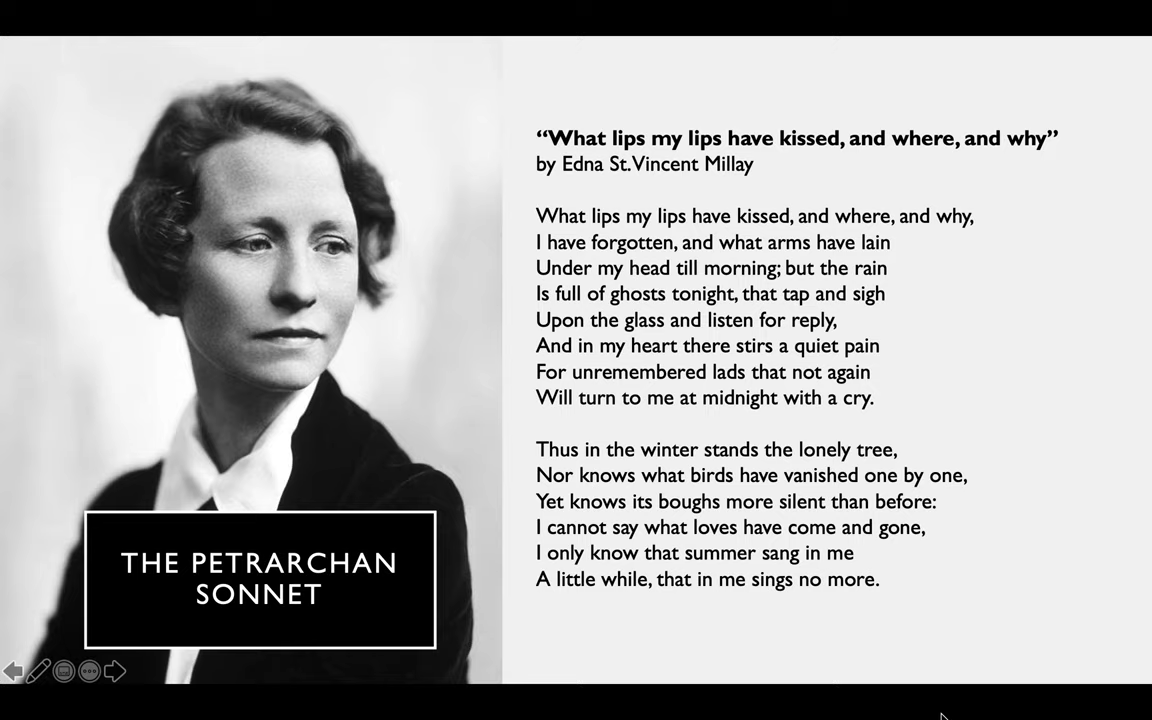 “What lips my lips have kissed, and where, and why”
by Edna St. Vincent Millay
What lips my lips have kissed, and where, and why,
I have forgotten, and what arms have lain
Under my head till morning; but the rain
Is full of ghosts tonight, that tap and sigh
Upon the glass and listen for reply,
And in my heart there stirs a quiet pain
For unremembered lads that not again
Will turn to me at midnight with a cry.
Thus in the winter stands the lonely tree,
Nor knows what birds have vanished one by one,
Yet knows its boughs more silent than before:
I cannot say what loves have come and gone,
I only know that summer sang in me
A little while, that in me sings no more.
THE PETRARCHAN
SONNET